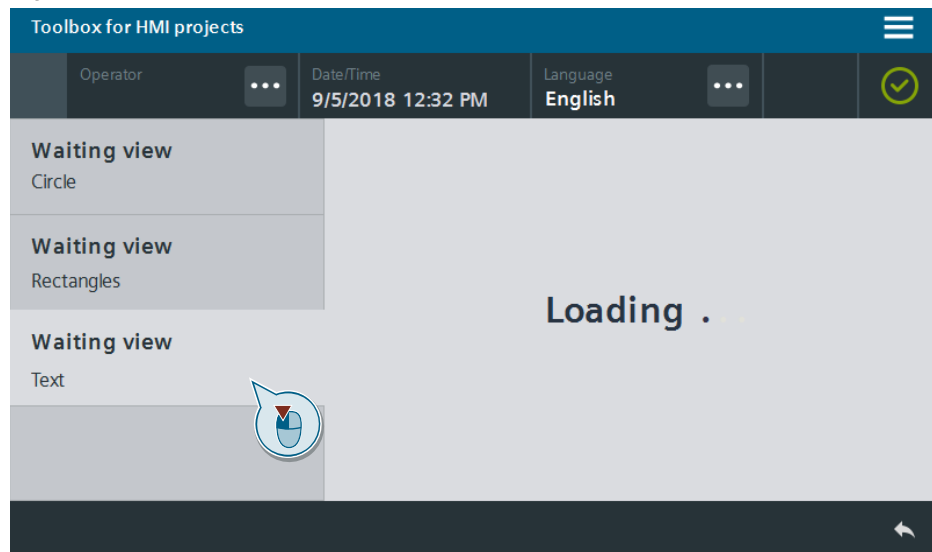 Toolbox for HMI projects
Operator
Date/Time
9/5/2018 12:32 PM
Language
English
Waiting view
Circle
Waiting view
Rectangles
Waiting view
Text
Loading .